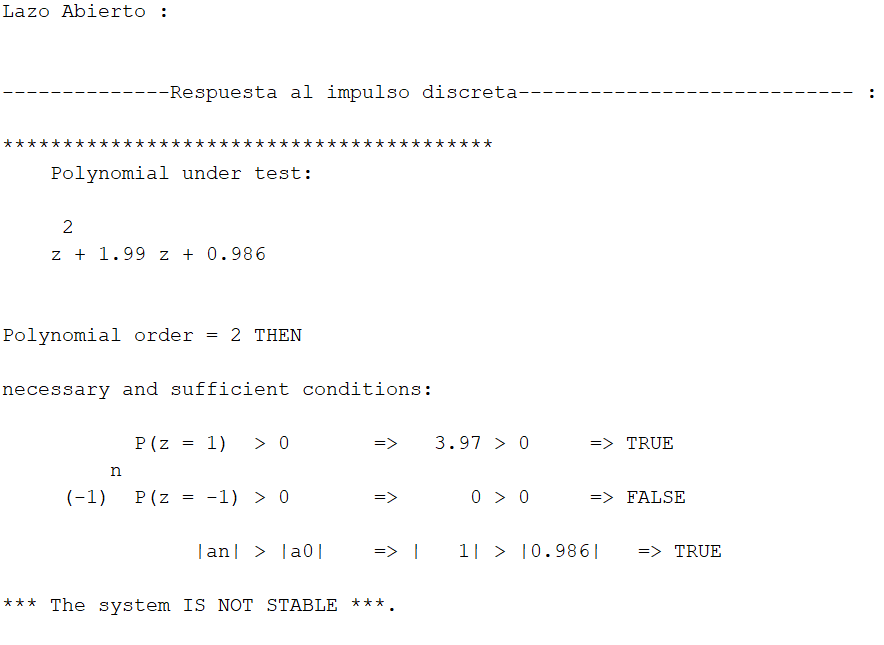 Lazo Abierto :
--------------Respuesta al impulso discreta---------------------------- :
*****************************************
Polynomial under test:
2
z + 1.99 z + 0.986
Polynomial order = 2 THEN
necessary and sufficient conditions:
P(z = 1)  > 0       =>   3.97 > 0     => TRUE
n
(-1)  P(z = -1) > 0      =>      0 > 0     => FALSE
|an| > |a0|    => |   1| > |0.986|   => TRUE
*** The system IS NOT STABLE ***.